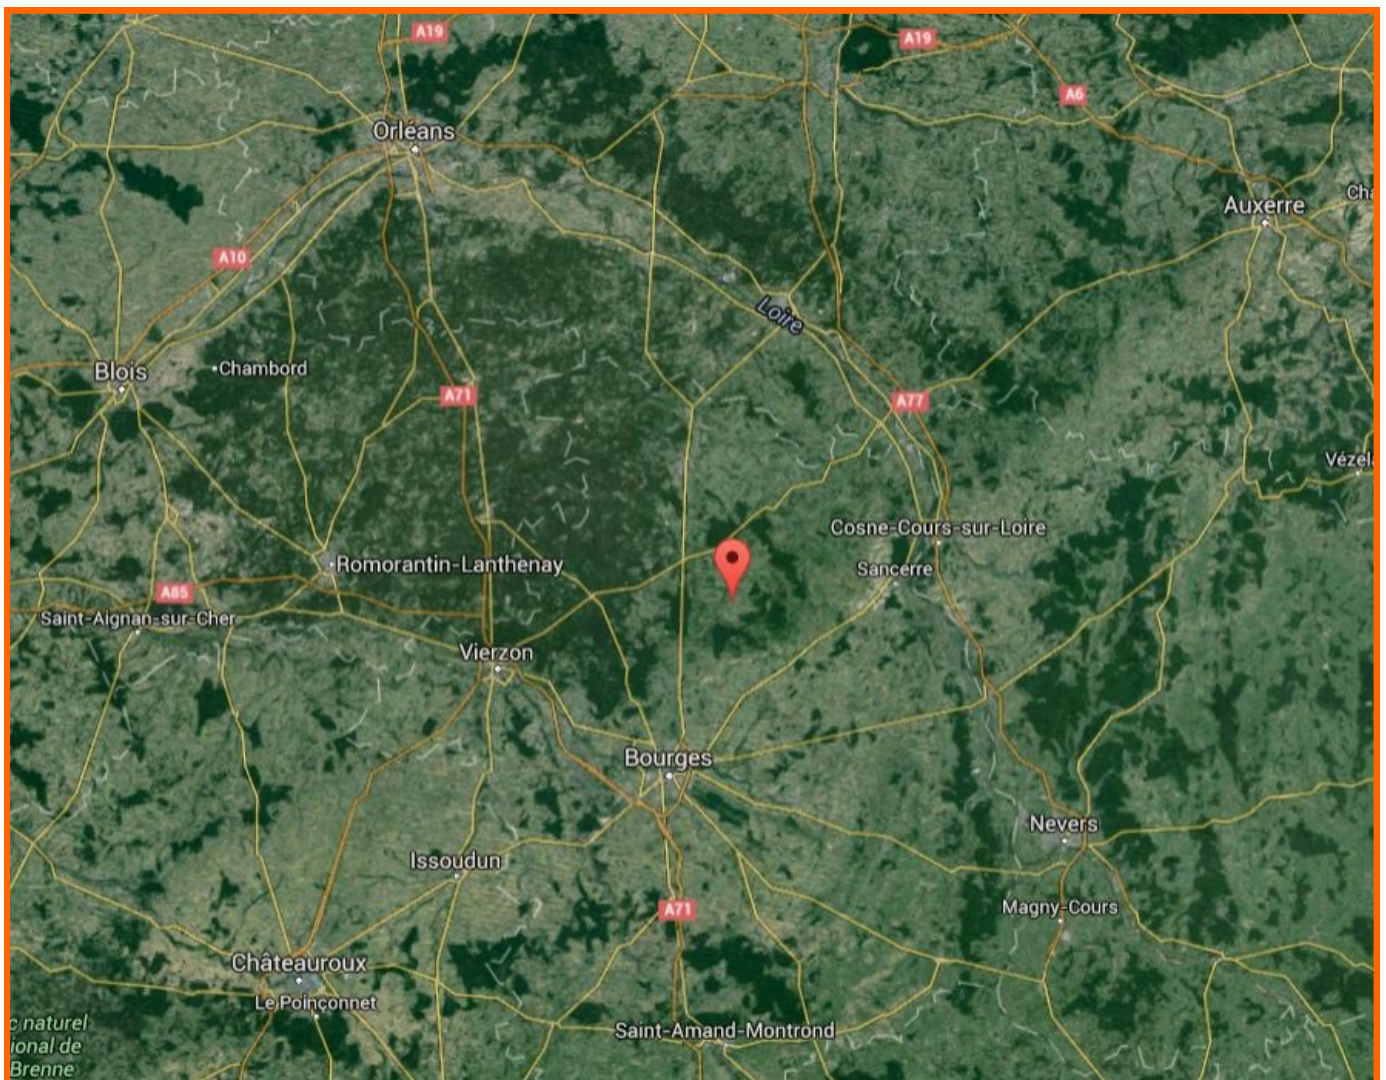 A19
A19
A6
Orléans
Cha
Auxerre
A10
Loire
Blois
Chambord
A71
A77
Vézel
Cosne-Cours-sur-Loire
Romorantin-Lanthenay
Sancerre
A85
Saint-Aignan-sur-Cher
Vierzon
Bourges
Nevers
Issoudun
A71
Magny-Cours
Châteauroux
Le Poinçonnet
c naturel
ional de
Brenne
Saint-Amand-Montrond